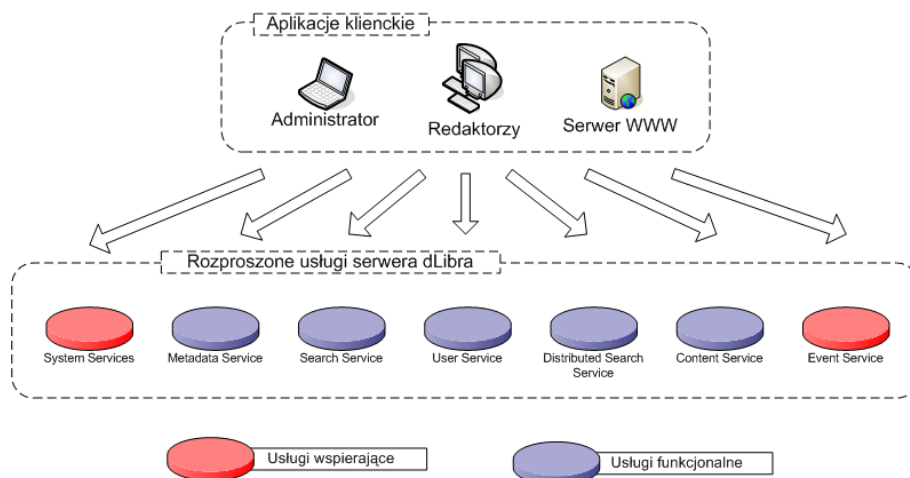 Aplikacje klienckie
Administrator
Redaktorzy
Serwer WWW
Rozproszone usługi serwera dLibra
System Services
Metadata Service
Search Service
User Service
Distributed Search
Service
Content Service
Event Service
Usługi wspierające
Usługi funkcjonalne